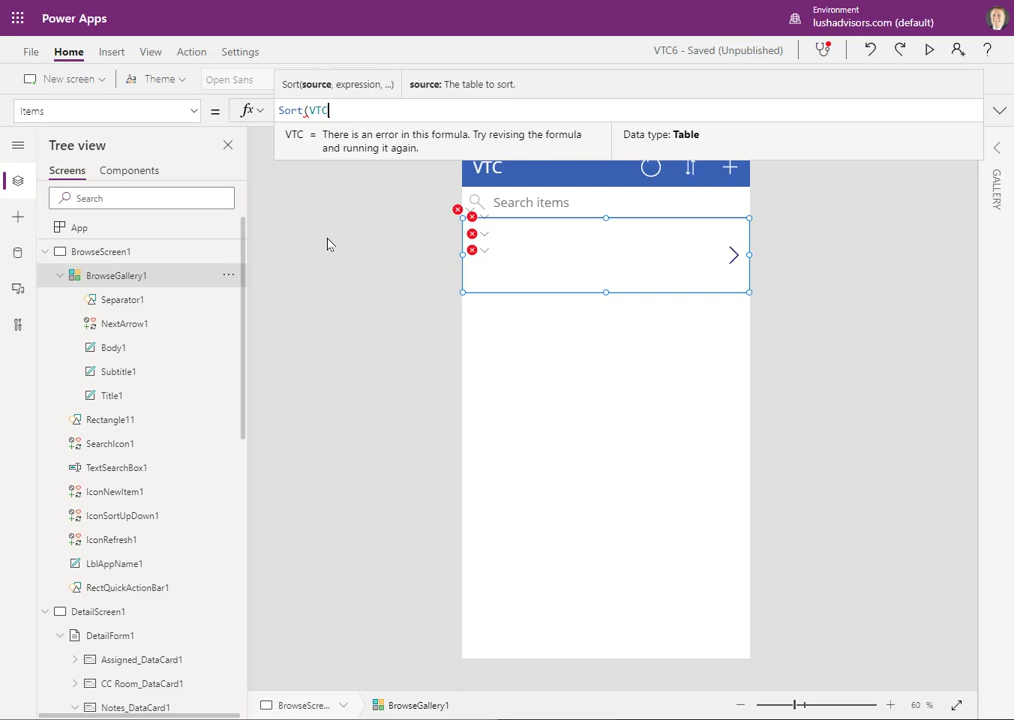 Power Apps
Environment
lushadvisors.com (default)
File Home Insert View Action Settings
VTC6 - Saved (Unpublished)
?
New screen
Theme
Open Sans
Sort(source, expression, ...)
source: The table to sort.
Items
=
fx
Sort(VTC
VTC = There is an error in this formula. Try revising the formula
and running it again.
Data type: Table
Tree view
Screens Components
Search
App
BrowseScreen1
BrowseGallery1
Separator1
NextArrow1
Body1
Subtitle1
Title1
Rectangle11
SearchIcon1
TextSearchBox1
IconNewItem1
IconSortUpDown1
IconRefresh1
LblAppName1
RectQuickActionBar1
DetailScreen1
DetailForm1
Assigned_DataCard1
CC Room_DataCard1
Notes_DataCard1
VTC
Search items
GALLERY
BrowseScre...
BrowseGallery1
60 %